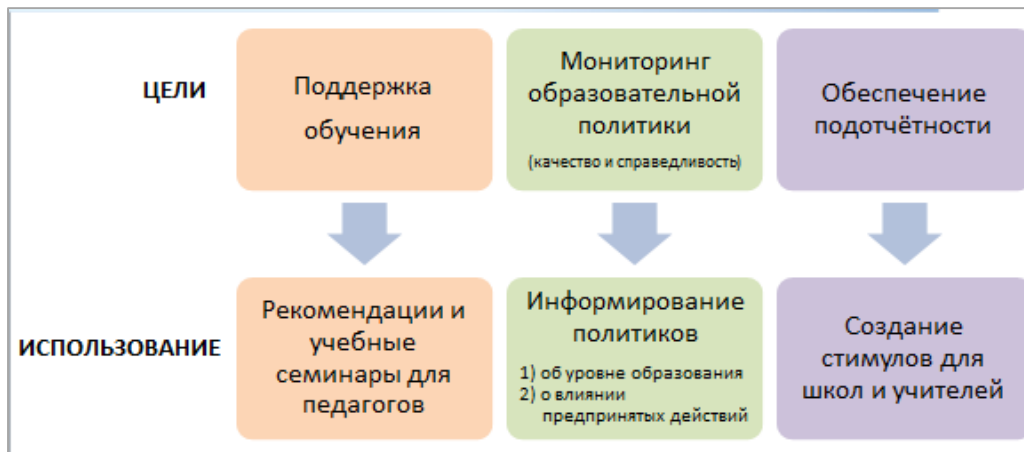 ЦЕЛИ
Поддержка
обучения
Мониторинг
образовательной
политики
(качество и справедливость)
Обеспечение
подотчётности
ИСПОЛЬЗОВАНИЕ
Рекомендации и
учебные
семинары для
педагогов
Информирование
политиков
1) об уровне образования
2) о влиянии
предпринятых действий
Создание
стимулов для
школ и учителей